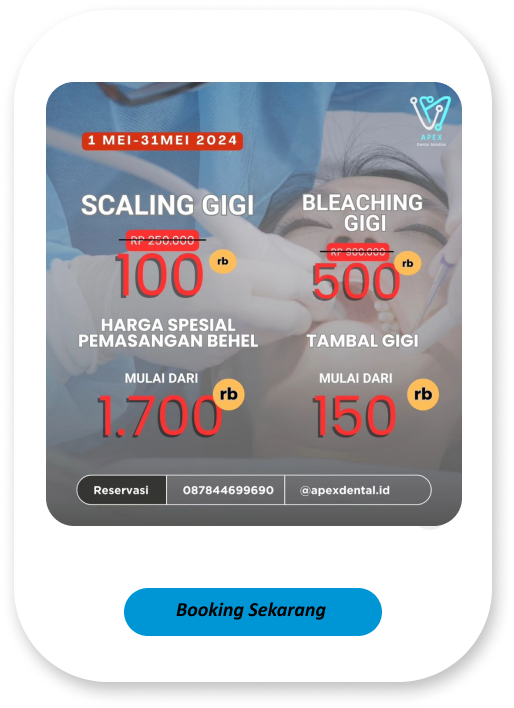 APEX
Dental Solution
1 MEI-31MEI 2024
SCALING GIGI
RP 250.000
100 rb
BLEACHING
GIGI
RP 900.000
500 rb
HARGA SPESIAL
PEMASANGAN BEHEL
MULAI DARI
1.700 rb
TAMBAL GIGI
MULAI DARI
150 rb
Reservasi
087844699690
@apexdental.id
Booking Sekarang